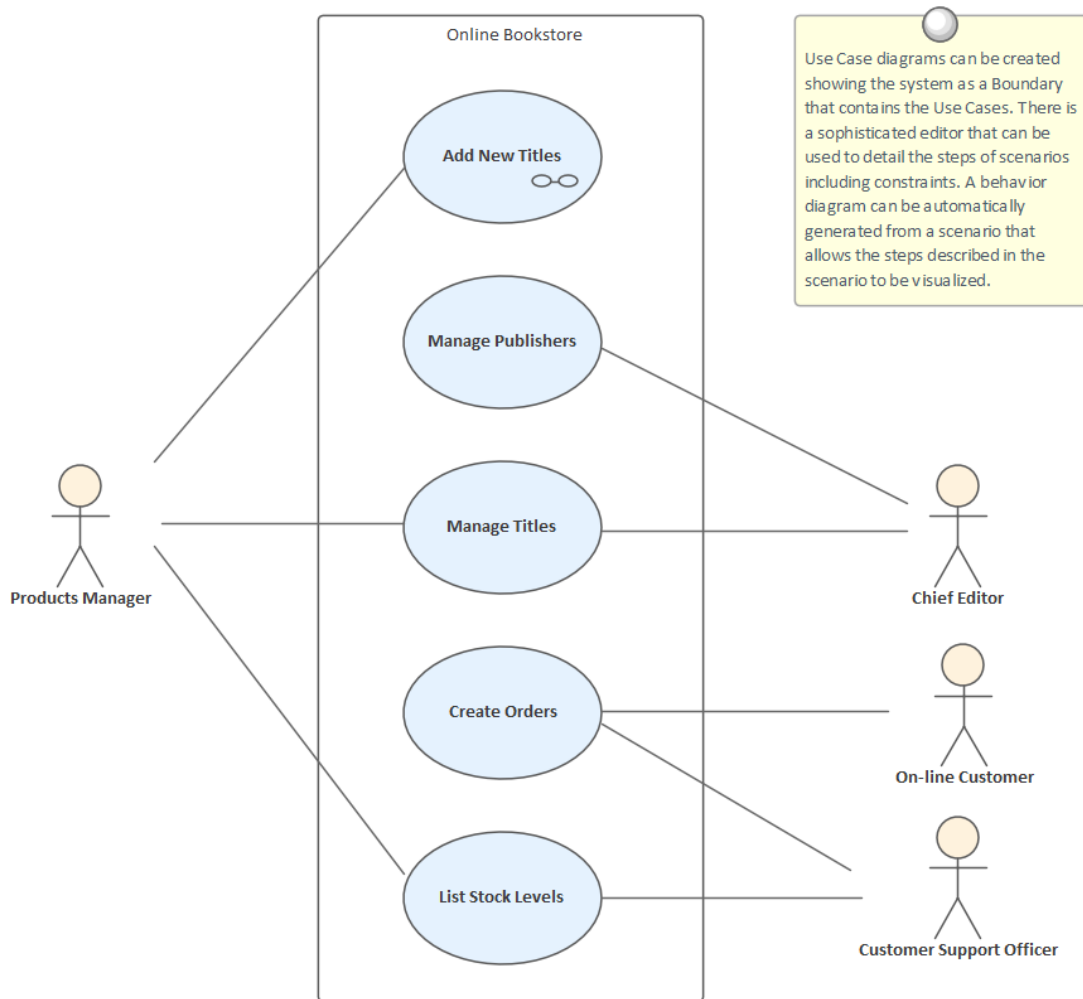 Online Bookstore
Use Case diagrams can be created
showing the system as a Boundary
that contains the Use Cases. There is
a sophisticated editor that can be
used to detail the steps of scenarios
including constraints. A behavior
diagram can be automatically
generated from a scenario that
allows the steps described in the
scenario to be visualized.
Add New Titles
Manage Publishers
Manage Titles
Products Manager
Chief Editor
Create Orders
On-line Customer
List Stock Levels
Customer Support Officer